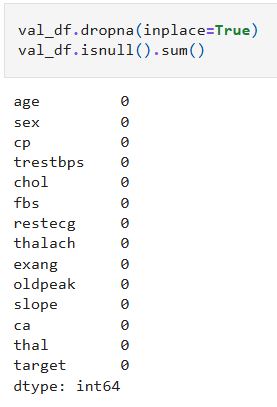 val_df.dropna(inplace=True)
val_df.isnull().sum()
age 0
sex 0
cp 0
trestbps 0
chol 0
fbs 0
restecg 0
thalach 0
exang 0
oldpeak 0
slope 0
ca 0
thal 0
target 0
dtype: int64